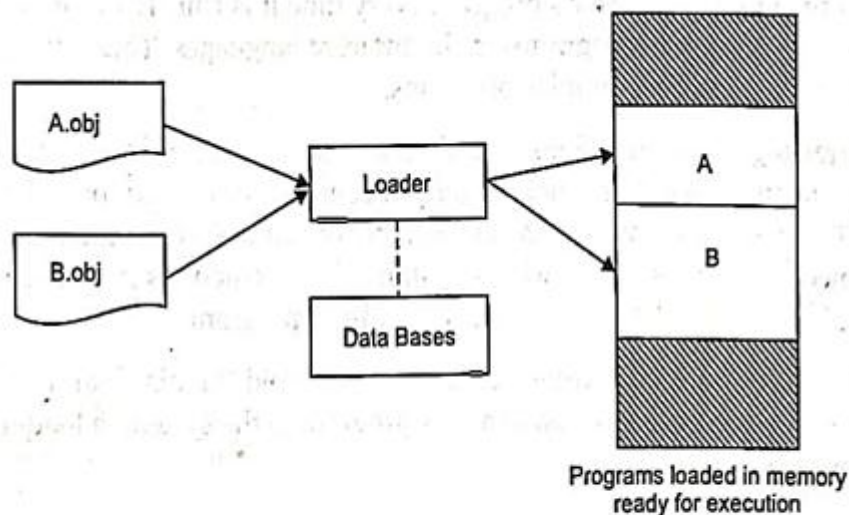 A.obj
B.obj
Loader
Data Bases
A
B
Programs loaded in memory
ready for execution